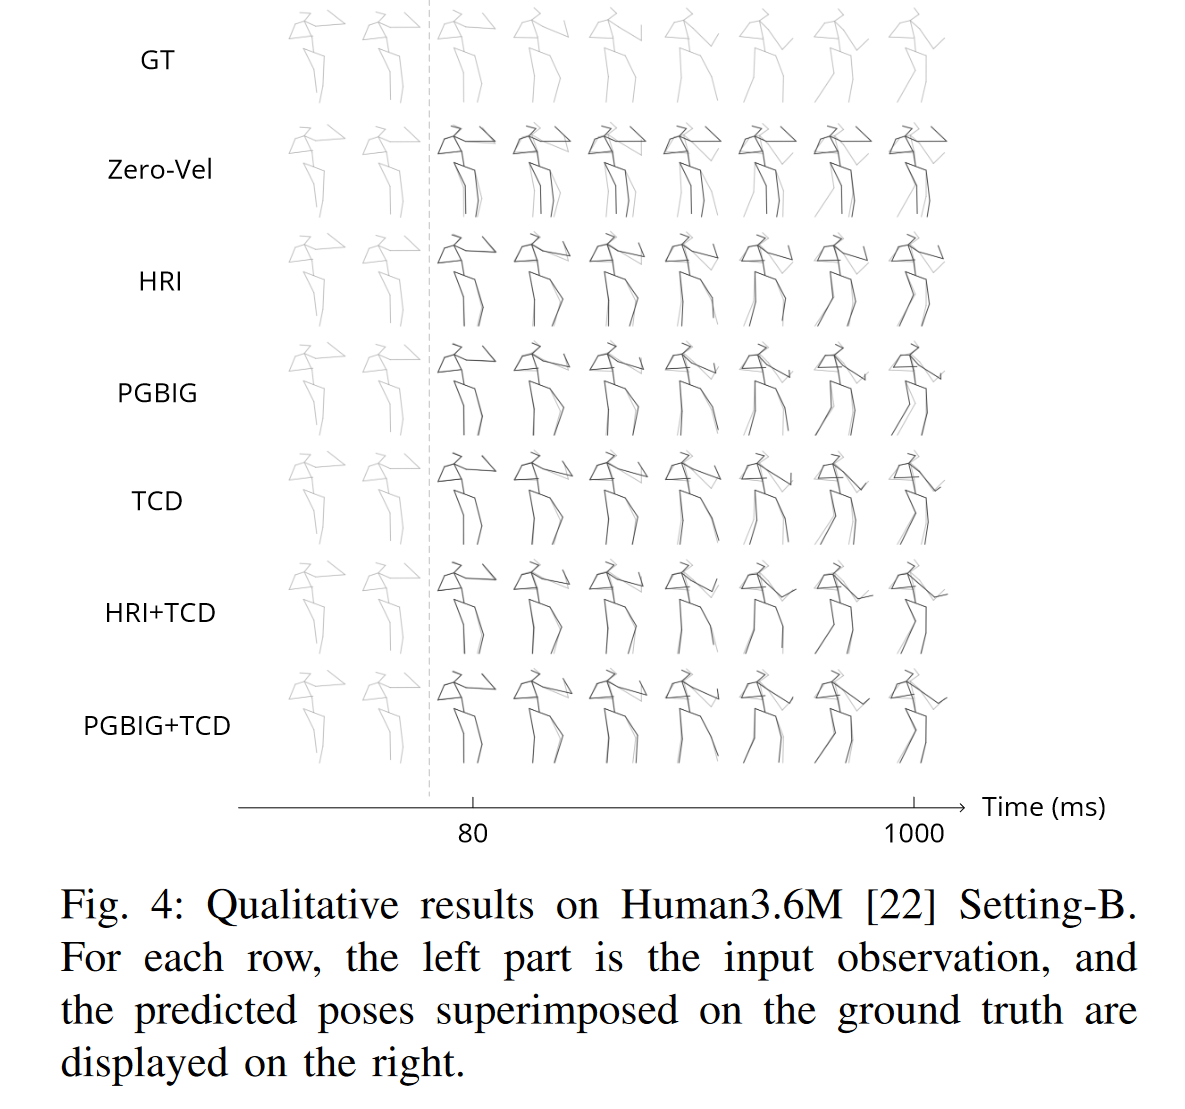 GT
Zero-Vel
HRI
PGBIG
TCD
HRI+TCD
PGBIG+TCD
Time (ms)
80 1000
Fig. 4: Qualitative results on Human3.6M [22] Setting-B.
For each row, the left part is the input observation, and
the predicted poses superimposed on the ground truth are
displayed on the right.